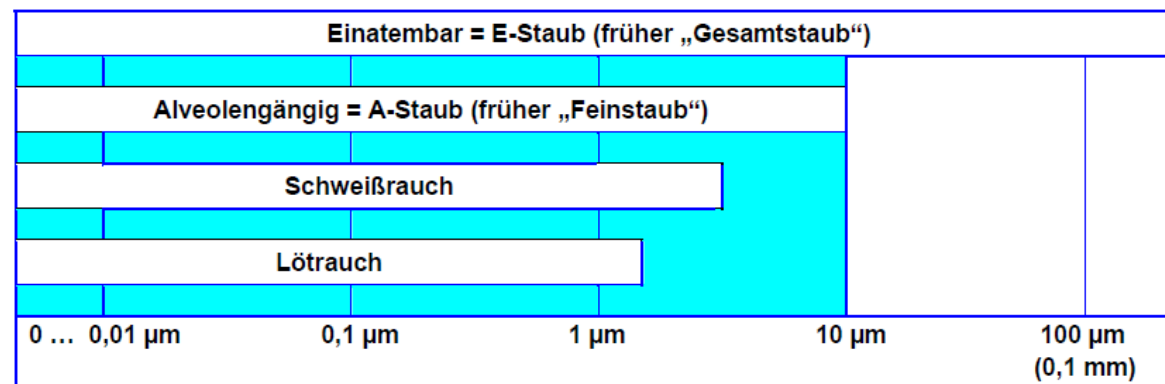 Einatembar = E-Staub (früher „Gesamtstaub“)
Alveolengängig = A-Staub (früher „Feinstaub“)
Schweißrauch
Lötrauch
0 … 0,01 µm 0,1 µm 1 µm 10 µm 100 µm
(0,1 mm)